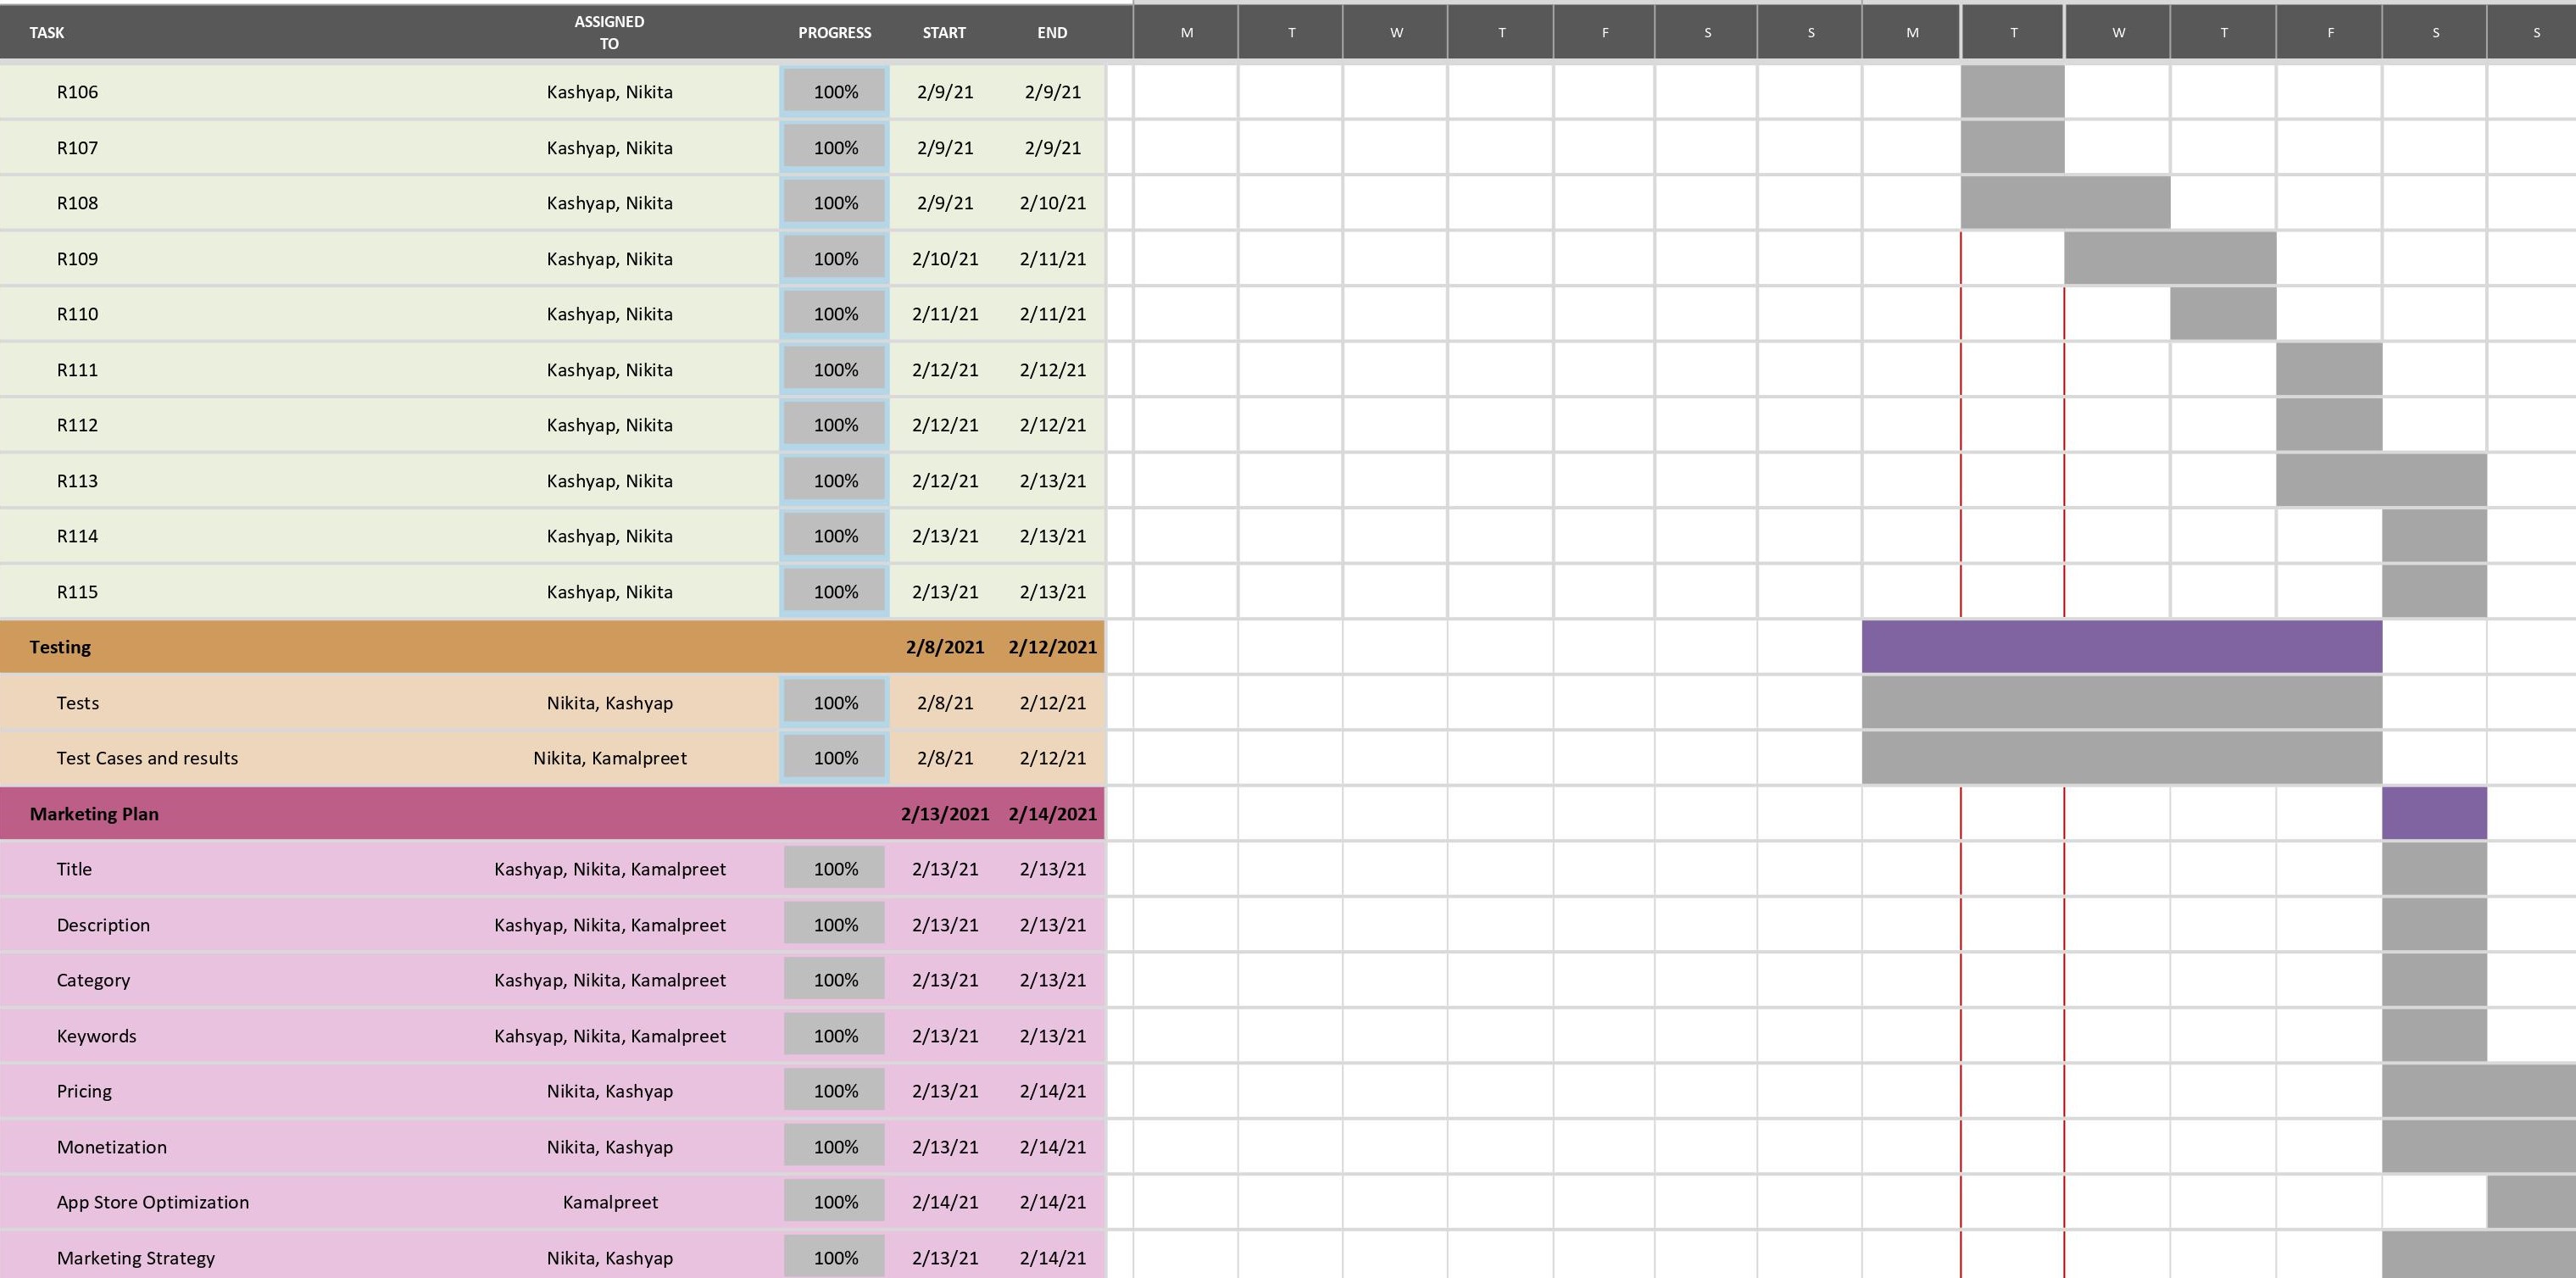 TASK ASSIGNED TO PROGRESS START END M T W T F S S M T W T F S S
R106 Kashyap, Nikita 100% 2/9/21 2/9/21
R107 Kashyap, Nikita 100% 2/9/21 2/9/21
R108 Kashyap, Nikita 100% 2/9/21 2/10/21
R109 Kashyap, Nikita 100% 2/10/21 2/11/21
R110 Kashyap, Nikita 100% 2/11/21 2/11/21
R111 Kashyap, Nikita 100% 2/12/21 2/12/21
R112 Kashyap, Nikita 100% 2/12/21 2/12/21
R113 Kashyap, Nikita 100% 2/12/21 2/13/21
R114 Kashyap, Nikita 100% 2/13/21 2/13/21
R115 Kashyap, Nikita 100% 2/13/21 2/13/21
Testing 2/8/2021 2/12/2021
Tests Nikita, Kashyap 100% 2/8/21 2/12/21
Test Cases and results Nikita, Kamalpreet 100% 2/8/21 2/12/21
Marketing Plan 2/13/2021 2/14/2021
Title Kashyap, Nikita, Kamalpreet 100% 2/13/21 2/13/21
Description Kashyap, Nikita, Kamalpreet 100% 2/13/21 2/13/21
Category Kashyap, Nikita, Kamalpreet 100% 2/13/21 2/13/21
Keywords Kahsyap, Nikita, Kamalpreet 100% 2/13/21 2/13/21
Pricing Nikita, Kashyap 100% 2/13/21 2/14/21
Monetization Nikita, Kashyap 100% 2/13/21 2/14/21
App Store Optimization Kamalpreet 100% 2/14/21 2/14/21
Marketing Strategy Nikita, Kashyap 100% 2/13/21 2/14/21